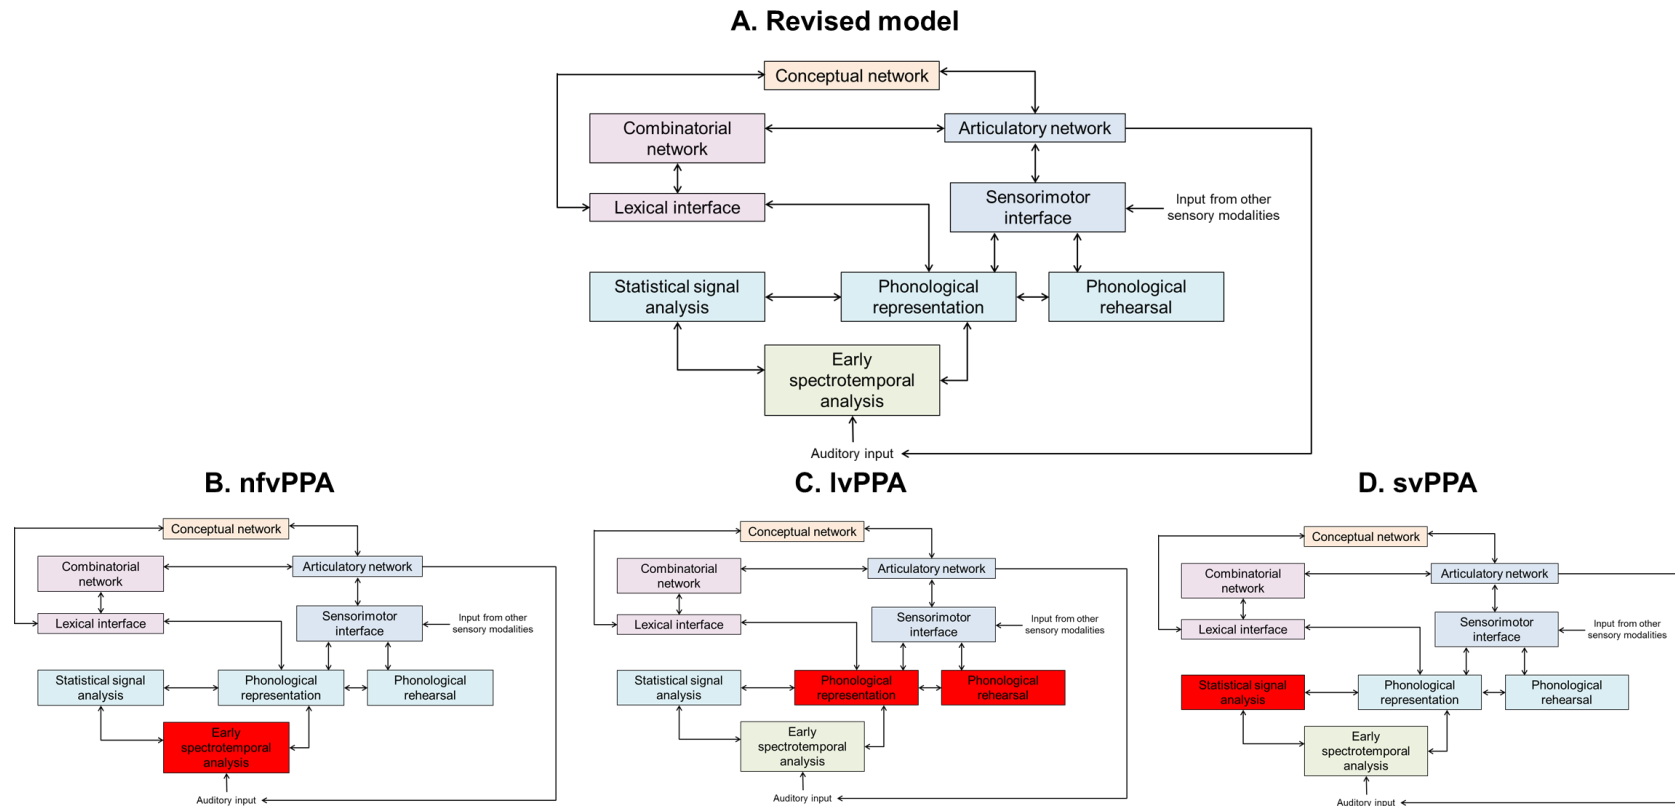 A. Revised model
Conceptual network
Combinatorial
network
Articulatory network
Lexical interface
Sensorimotor
interface
Input from other
sensory modalities
Statistical signal
analysis
Phonological
representation
Phonological
rehearsal
Early
spectrotemporal
analysis
Auditory input
B. nfvPPA
Conceptual network
Combinatorial
network
Articulatory network
Lexical interface
Sensorimotor
interface
Input from other
sensory modalities
Statistical signal
analysis
Phonological
representation
Phonological
rehearsal
Early
spectrotemporal
analysis
Auditory input
C. lvPPA
Conceptual network
Combinatorial
network
Articulatory network
Lexical interface
Sensorimotor
interface
Input from other
sensory modalities
Statistical signal
analysis
Phonological
representation
Phonological
rehearsal
Early
spectrotemporal
analysis
Auditory input
D. svPPA
Conceptual network
Combinatorial
network
Articulatory network
Lexical interface
Sensorimotor
interface
Input from other
sensory modalities
Statistical signal
analysis
Phonological
representation
Phonological
rehearsal
Early
spectrotemporal
analysis
Auditory input